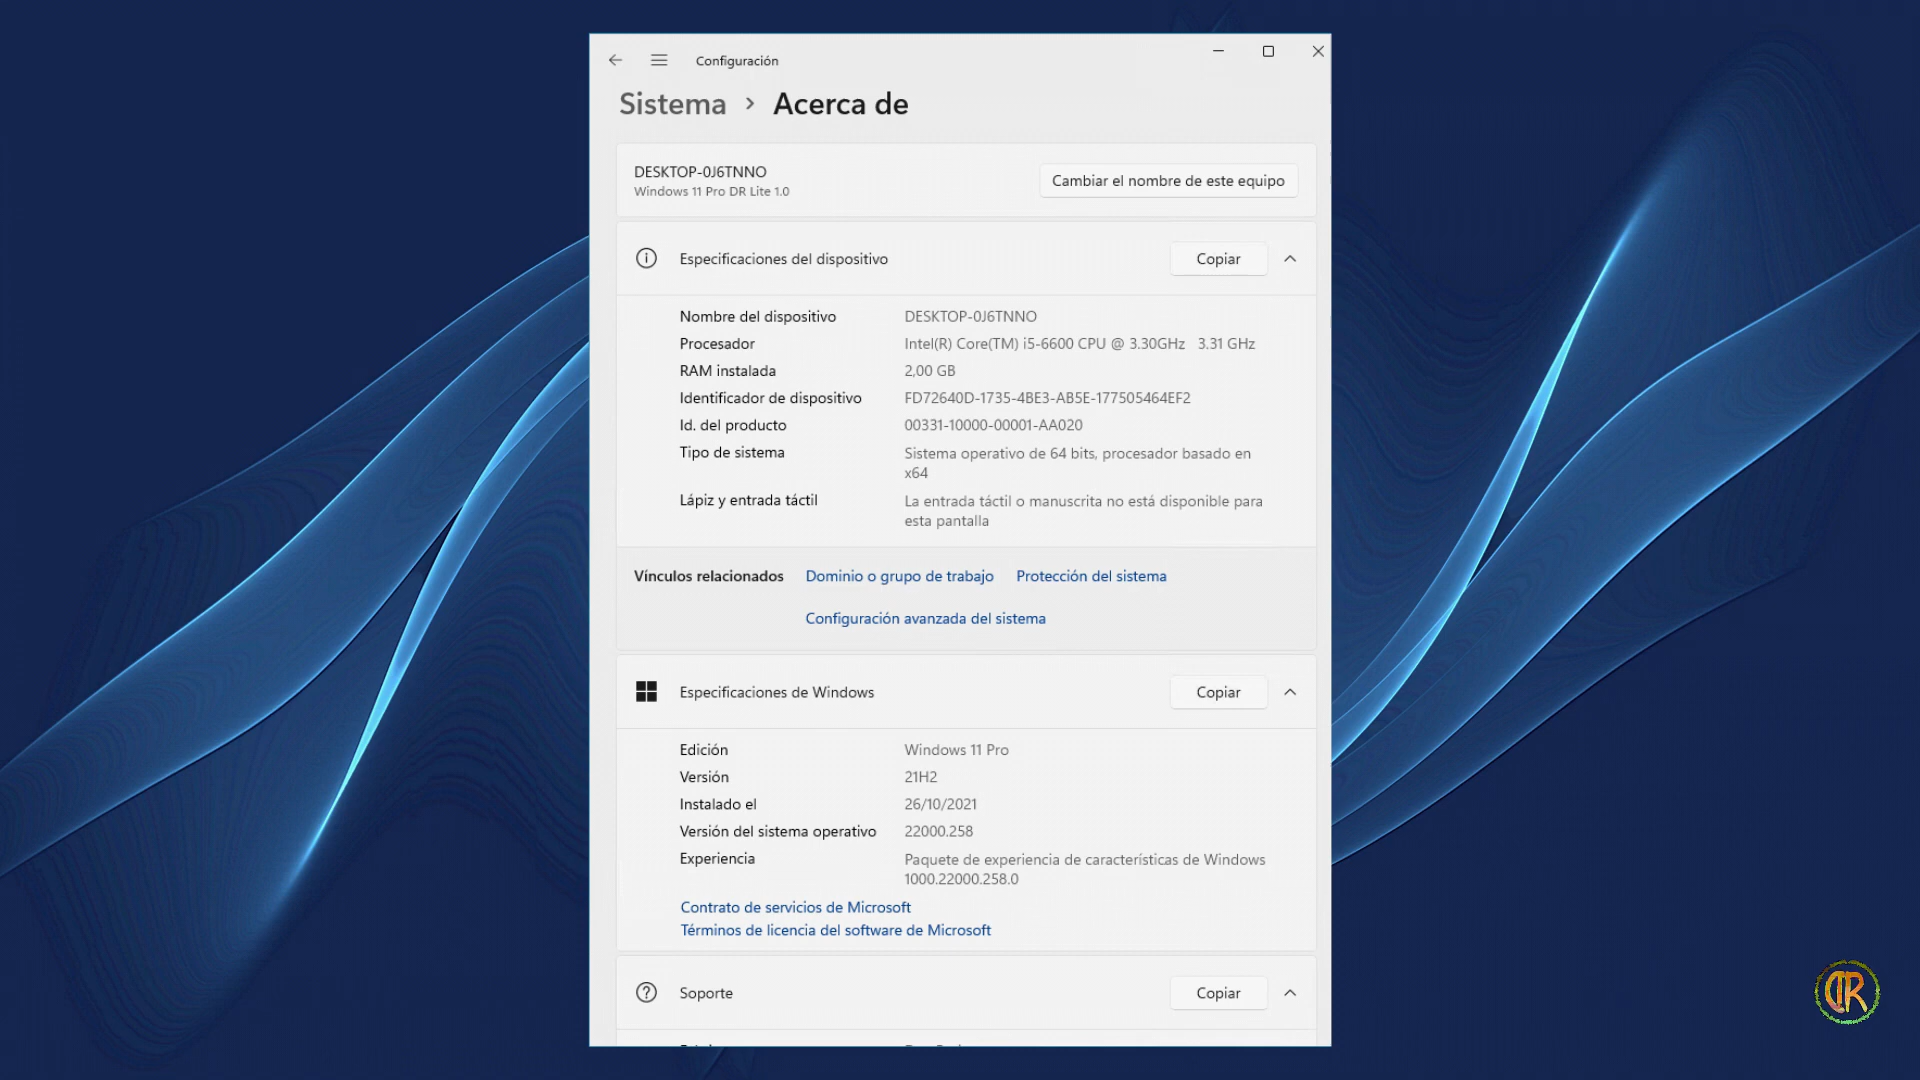 Configuración
Sistema > Acerca de
DESKTOP-0J6TNNO
Windows 11 Pro DR Lite 1.0
Cambiar el nombre de este equipo
Especificaciones del dispositivo
Copiar
Nombre del dispositivo DESKTOP-0J6TNNO
Procesador Intel(R) Core(TM) i5-6600 CPU @ 3.30GHz 3.31 GHz
RAM instalada 2,00 GB
Identificador de dispositivo FD72640D-1735-4BE3-AB5E-177505464EF2
Id. del producto 00331-10000-00001-AA020
Tipo de sistema Sistema operativo de 64 bits, procesador basado en
x64
Lápiz y entrada táctil La entrada táctil o manuscrita no está disponible para
esta pantalla
Vínculos relacionados Dominio o grupo de trabajo Protección del sistema
Configuración avanzada del sistema
Especificaciones de Windows
Copiar
Edición Windows 11 Pro
Versión 21H2
Instalado el 26/10/2021
Versión del sistema operativo 22000.258
Experiencia Paquete de experiencia de características de Windows
1000.22000.258.0
Contrato de servicios de Microsoft
Términos de licencia del software de Microsoft
Soporte
Copiar
DR